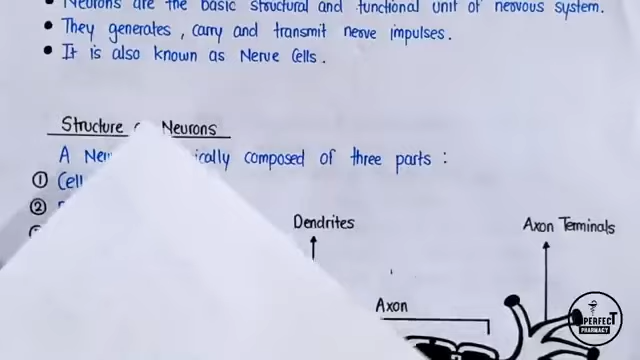 Neurons are the basic structural and functional unit of nervous system.
They generates, carry and transmit nerve impulses.
It is also known as Nerve Cells.
Structure Neurons
A composed of three parts :
① Cell
②
Dendrites
Axon Terminals
Axon
PERFECT
PHARMACY